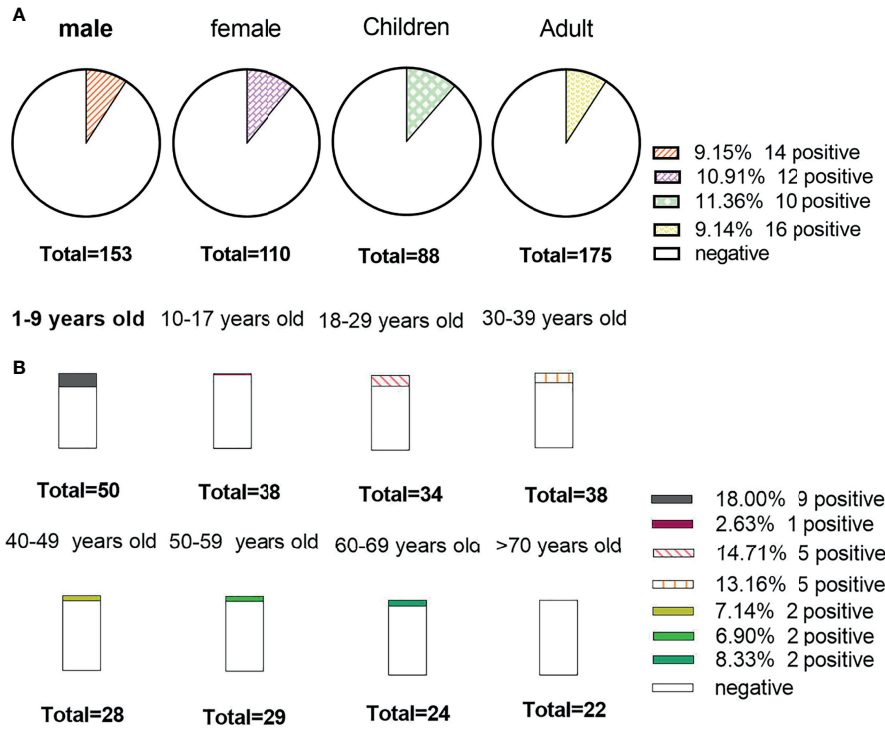 A
male female Children Adult
9.15% 14 positive
10.91% 12 positive
11.36% 10 positive
9.14% 16 positive
negative
Total=153 Total=110 Total=88 Total=175
1-9 years old 10-17 years old 18-29 years old 30-39 years old
B
Total=50 Total=38 Total=34 Total=38
40-49 years old 50-59 years old 60-69 years old >70 years old
18.00% 9 positive
2.63% 1 positive
14.71% 5 positive
13.16% 5 positive
7.14% 2 positive
6.90% 2 positive
8.33% 2 positive
negative
Total=28 Total=29 Total=24 Total=22